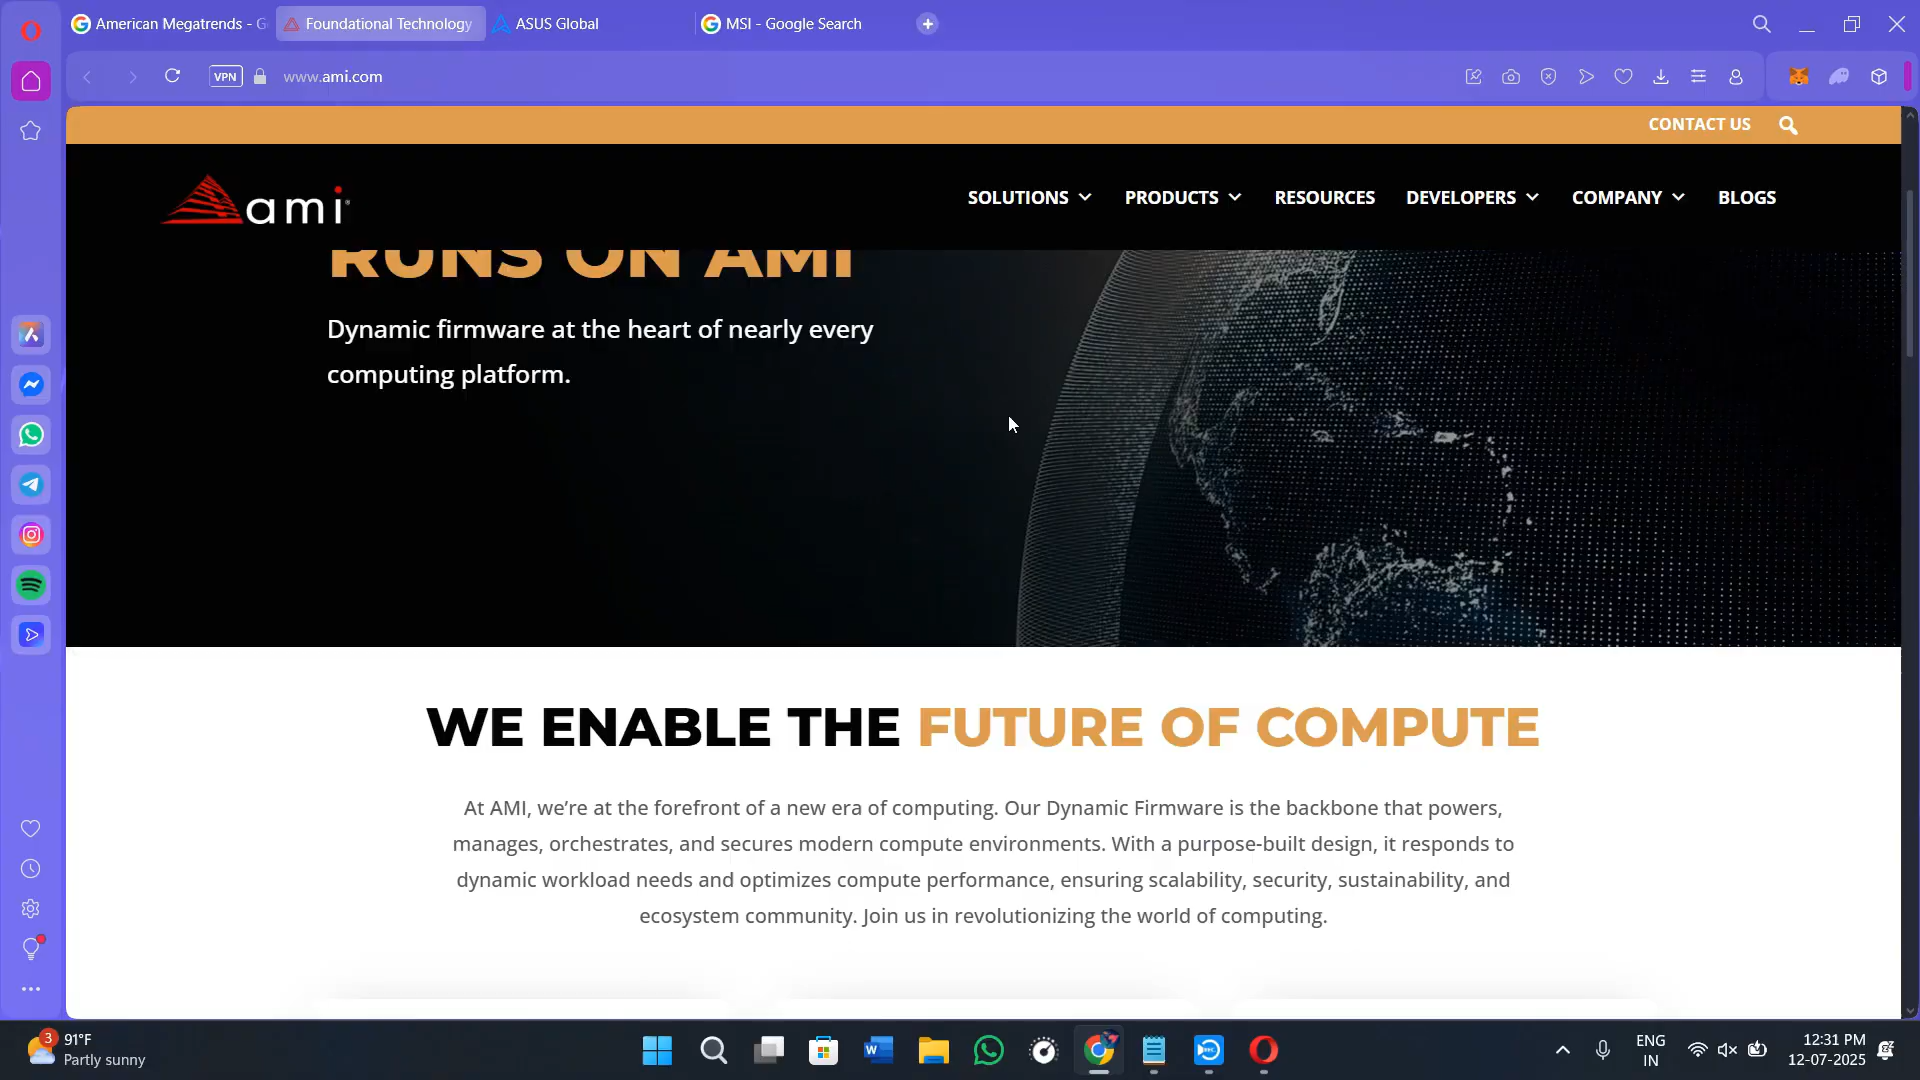 American Megatrends - G
Foundational Technology
ASUS Global
MSI - Google Search
VPN
www.ami.com
CONTACT US
ami
SOLUTIONS
PRODUCTS
RESOURCES
DEVELOPERS
COMPANY
BLOGS
RUNS ON AMI
Dynamic firmware at the heart of nearly every
computing platform.
WE ENABLE THE FUTURE OF COMPUTE
At AMI, we're at the forefront of a new era of computing. Our Dynamic Firmware is the backbone that powers,
manages, orchestrates, and secures modern compute environments. With a purpose-built design, it responds to
dynamic workload needs and optimizes compute performance, ensuring scalability, security, sustainability, and
ecosystem community. Join us in revolutionizing the world of computing.
3
91°F
Partly sunny
ENG
IN
12:31 PM
12-07-2025